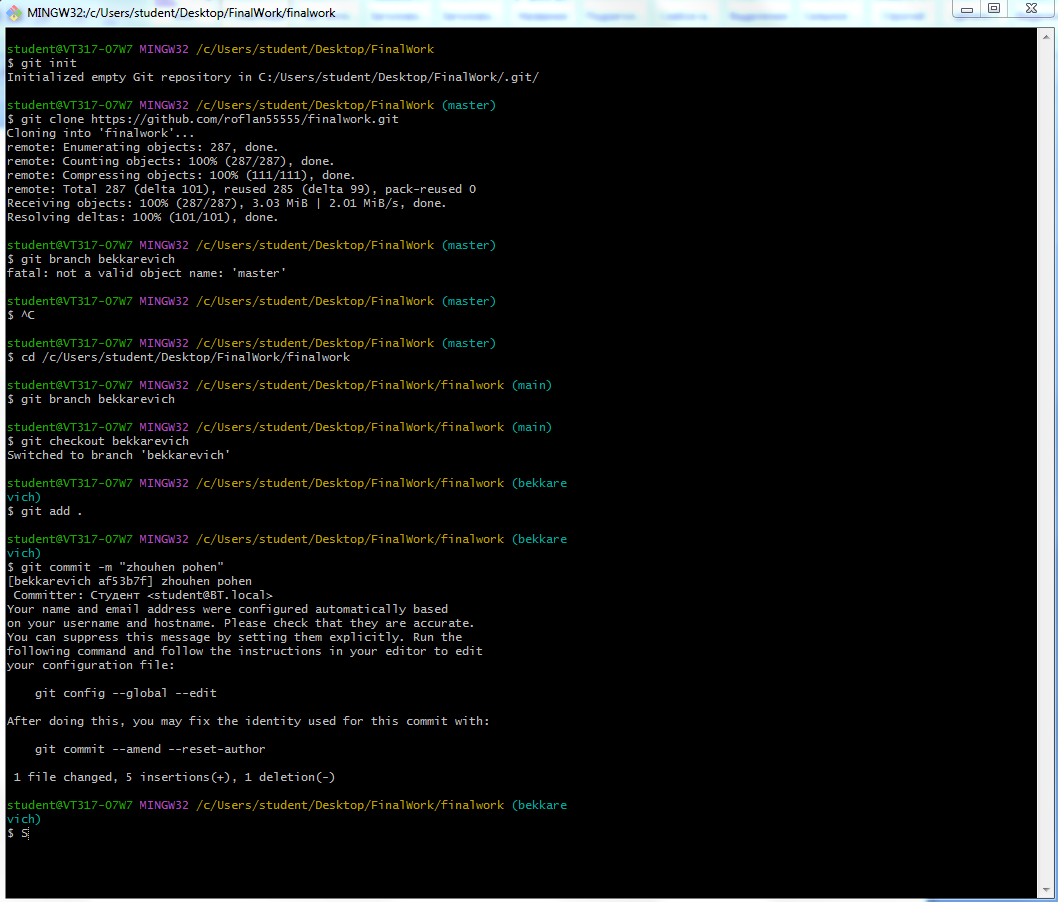 MINGW32:/c/Users/student/Desktop/FinalWork/finalwork
student@VT317-07W7 MINGW32 /c/Users/student/Desktop/FinalWork
$ git init
Initialized empty Git repository in C:/Users/student/Desktop/FinalWork/.git/
student@VT317-07W7 MINGW32 /c/Users/student/Desktop/FinalWork (master)
$ git clone https://github.com/roflan55555/finalwork.git
Cloning into 'finalwork'...
remote: Enumerating objects: 287, done.
remote: Counting objects: 100% (287/287), done.
remote: Compressing objects: 100% (111/111), done.
remote: Total 287 (delta 101), reused 285 (delta 99), pack-reused 0
Receiving objects: 100% (287/287), 3.03 MiB | 2.01 MiB/s, done.
Resolving deltas: 100% (101/101), done.
student@VT317-07W7 MINGW32 /c/Users/student/Desktop/FinalWork (master)
$ git branch bekkarevich
fatal: not a valid object name: 'master'
student@VT317-07W7 MINGW32 /c/Users/student/Desktop/FinalWork (master)
$ ^C
student@VT317-07W7 MINGW32 /c/Users/student/Desktop/FinalWork (master)
$ cd /c/Users/student/Desktop/FinalWork/finalwork
student@VT317-07W7 MINGW32 /c/Users/student/Desktop/FinalWork/finalwork (main)
$ git branch bekkarevich
student@VT317-07W7 MINGW32 /c/Users/student/Desktop/FinalWork/finalwork (main)
$ git checkout bekkarevich
Switched to branch 'bekkarevich'
student@VT317-07W7 MINGW32 /c/Users/student/Desktop/FinalWork/finalwork (bekkare
vich)
$ git add .
student@VT317-07W7 MINGW32 /c/Users/student/Desktop/FinalWork/finalwork (bekkare
vich)
$ git commit -m "zhouhen pohen"
[bekkarevich af53b7f] zhouhen pohen
Committer: Студент <student@BT.local>
Your name and email address were configured automatically based
on your username and hostname. Please check that they are accurate.
You can suppress this message by setting them explicitly. Run the
following command and follow the instructions in your editor to edit
your configuration file:
git config --global --edit
After doing this, you may fix the identity used for this commit with:
git commit --amend --reset-author
1 file changed, 5 insertions(+), 1 deletion(-)
student@VT317-07W7 MINGW32 /c/Users/student/Desktop/FinalWork/finalwork (bekkare
vich)
$ S